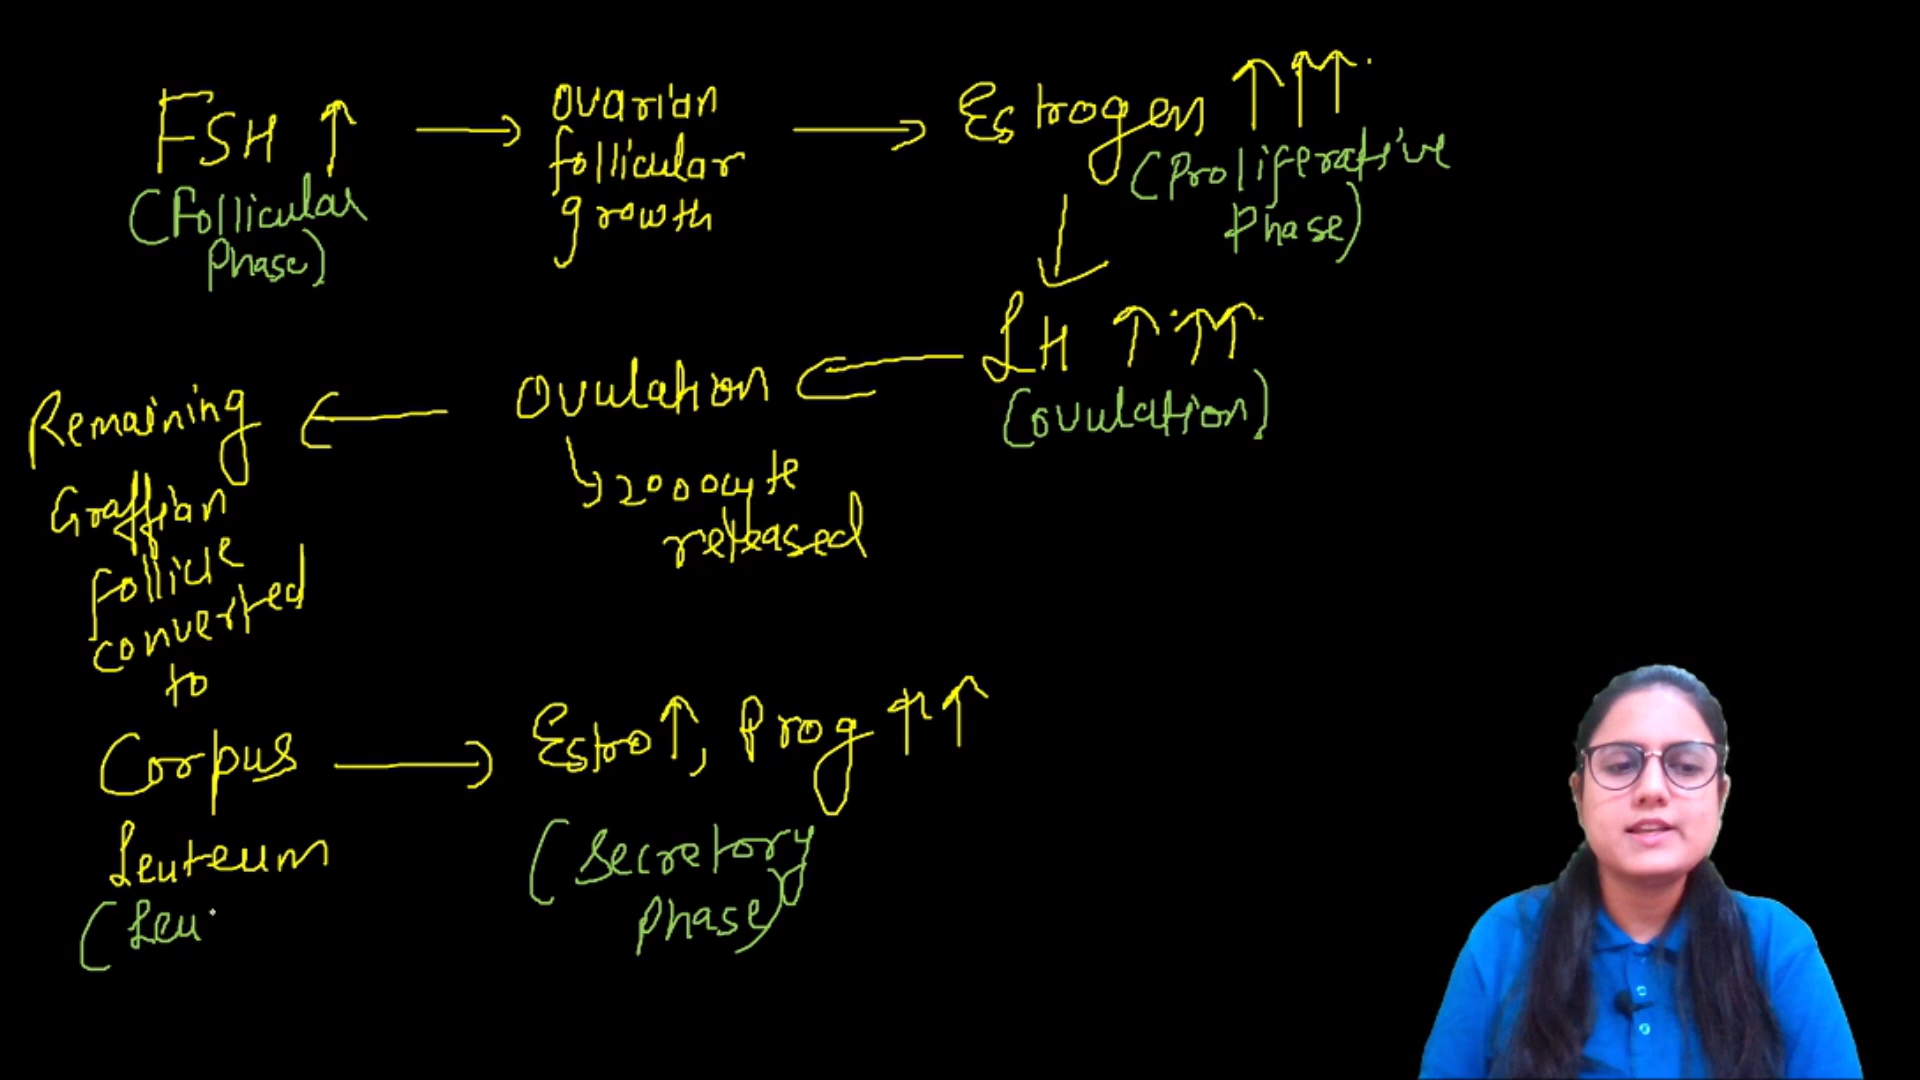 FSH ↑
(Follicular
Phase)
→ ovarian
follicular
growth
→ Estrogen ↑↑↑
(Proliferative
Phase)
↓
LH ↑↑↑
(ovulation)
← ovulation
↳ 2° oocyte
released
← Remaining
Graffian
follicle
converted
to
Corpus
Leuteum
(Leu
→ Estro↑, Prog ↑↑
(Secretory
Phase)